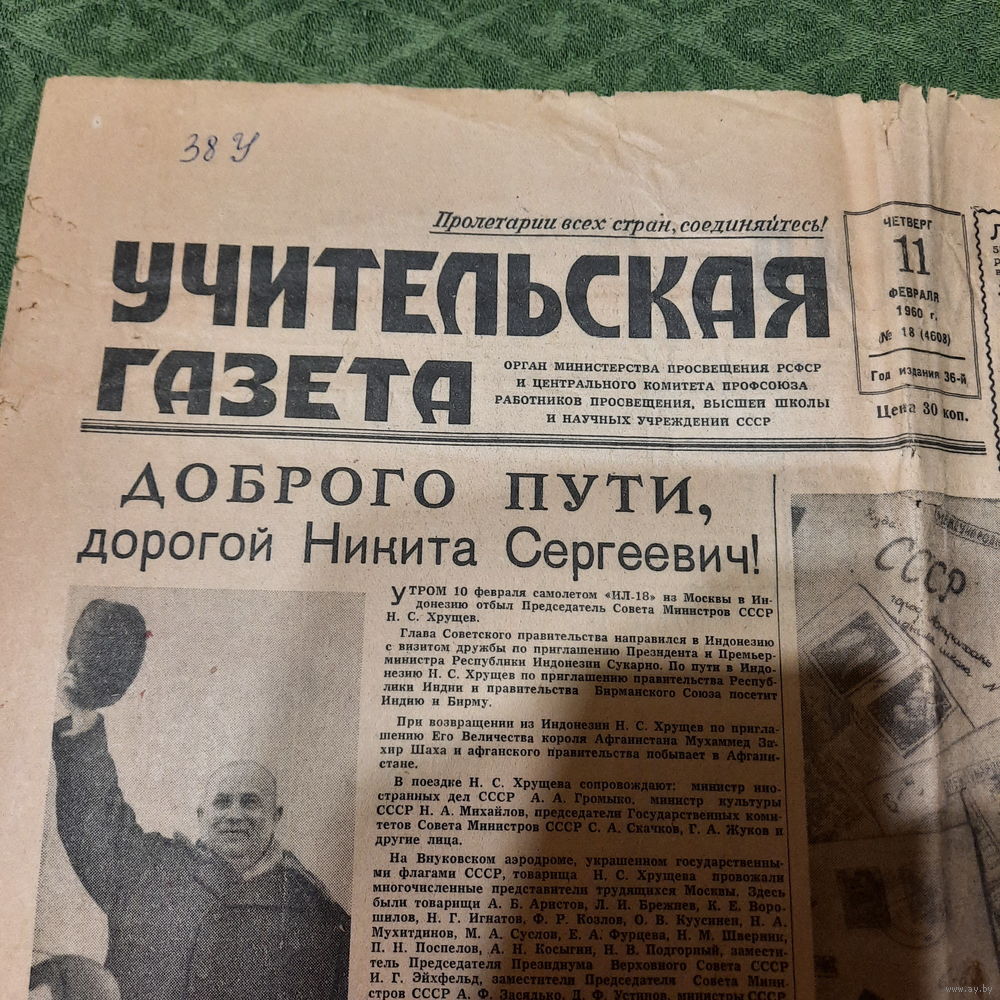 38 У
Пролетарии всех стран, соединяйтесь!
УЧИТЕЛЬСКАЯ
ГАЗЕТА
ОРГАН МИНИСТЕРСТВА ПРОСВЕЩЕНИЯ РСФСР
И ЦЕНТРАЛЬНОГО КОМИТЕТА ПРОФСОЮЗА
РАБОТНИКОВ ПРОСВЕЩЕНИЯ, ВЫСШЕЙ ШКОЛЫ
И НАУЧНЫХ УЧРЕЖДЕНИЙ СССР
ЧЕТВЕРГ
11
ФЕВРАЛЯ
1960 г.
№ 18 (4608)
Год издания 36-й
Цена 30 коп.
ДОБРОГО ПУТИ,
дорогой Никита Сергеевич!
УТРОМ 10 февраля самолетом «ИЛ-18» из Москвы в Ин-
донезию отбыл Председатель Совета Министров СССР
Н. С. Хрущев.
Глава Советского правительства направился в Индонезию
с визитом дружбы по приглашению Президента и Премьер-
министра Республики Индонезии Сукарно. По пути в Индо-
незию Н. С. Хрущев по приглашению правительства Респуб-
лики Индии и правительства Бирманского Союза посетит
Индию и Бирму.
При возвращении из Индонезии Н. С. Хрущев по пригла-
шению Его Величества короля Афганистана Мухаммед За-
хир Шаха и афганского правительства побывает в Афгани-
стане.
В поездке Н. С. Хрущева сопровождают: министр ино-
странных дел СССР А. А. Громыко, министр культуры
СССР Н. А. Михайлов, председатели Государственных коми-
тетов Совета Министров СССР С. А. Скачков, Г. А. Жуков и
другие лица.
На Внуковском аэродроме, украшенном государственны-
ми флагами СССР, товарища Н. С. Хрущева провожали
многочисленные представители трудящихся Москвы. Здесь
были товарищи А. Б. Аристов, Л. И. Брежнев, К. Е. Воро-
шилов, Н. Г. Игнатов, Ф. Р. Козлов, О. В. Куусинен, Н. А.
Мухитдинов, М. А. Суслов, Е. А. Фурцева, Н. М. Шверник,
П. Н. Поспелов, А. Н. Косыгин, Н. В. Подгорный, замести-
тель Председателя Президиума Верховного Совета СССР
И. Г. Эйхфельд, заместители Председателя Совета Мини-
стров СССР А. Ф. Засядько, Д. Ф. Устинов, министры СССР
СССР
www.ay.by